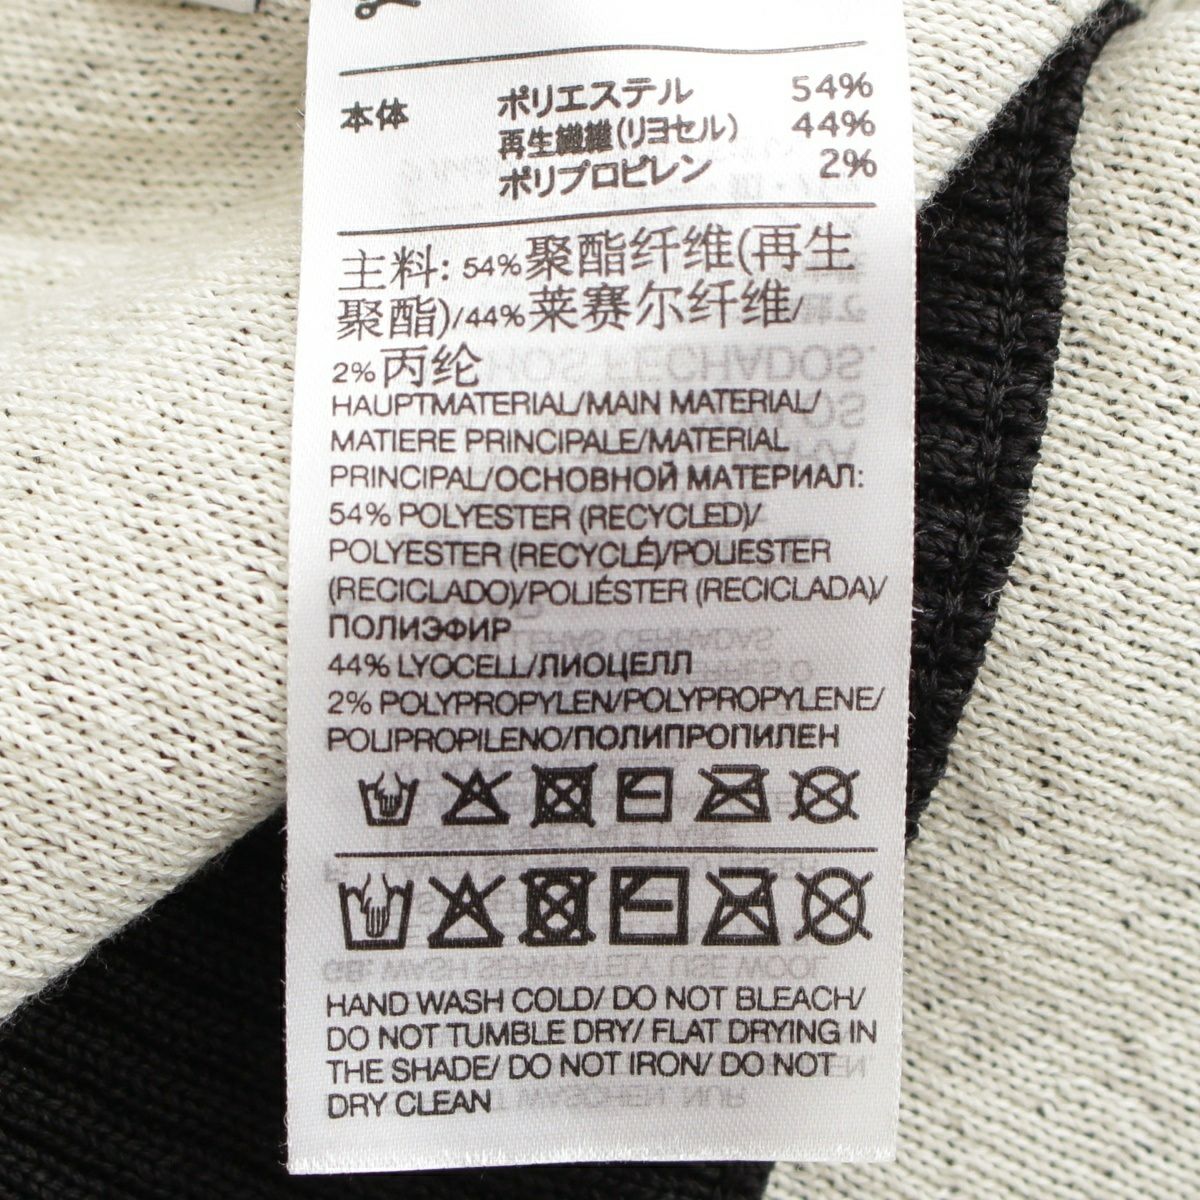 本体 ポリエステル 54%
再生繊維(リヨセル) 44%
ポリプロピレン 2%
主料: 54%聚酯纤维(再生
聚酯)/44%莱赛尔纤维/
2%丙纶
HAUPTMATERIAL/MAIN MATERIAL/
MATIERE PRINCIPALE/MATERIAL
PRINCIPAL/ОСНОВНОЙ МАТЕРИАЛ:
54% POLYESTER (RECYCLED)/
POLYESTER (RECYCLÉ)/POLIESTER
(RECICLADO)/POLIÉSTER (RECICLADA)/
ПОЛИЭФИР
44% LYOCELL/ЛИОЦЕЛЛ
2% POLYPROPYLEN/POLYPROPYLENE/
POLIPROPILENO/ПОЛИПРОПИЛЕН
HAND WASH COLD/ DO NOT BLEACH/
DO NOT TUMBLE DRY/ FLAT DRYING IN
THE SHADE/ DO NOT IRON/ DO NOT
DRY CLEAN